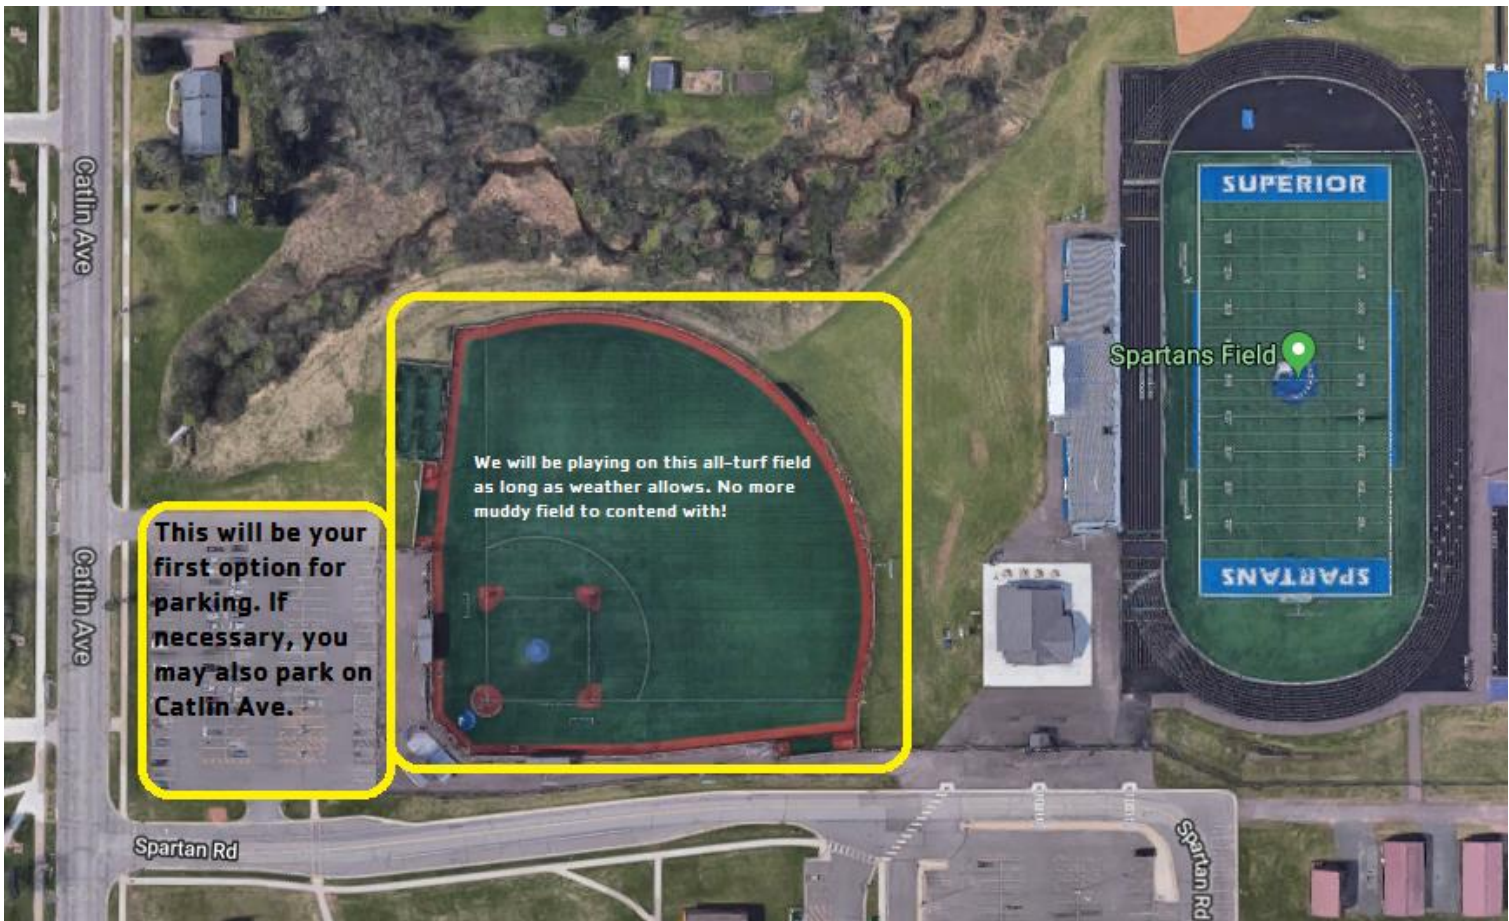 Catlin Ave
SUPERIOR
Spartans Field
We will be playing on this all-turf field
as long as weather allows. No more
muddy field to contend with!
This will be your
first option for
parking. If
necessary, you
may also park on
Catlin Ave.
Catlin Ave
SPARTANS
Spartan Rd
Spartan Rd